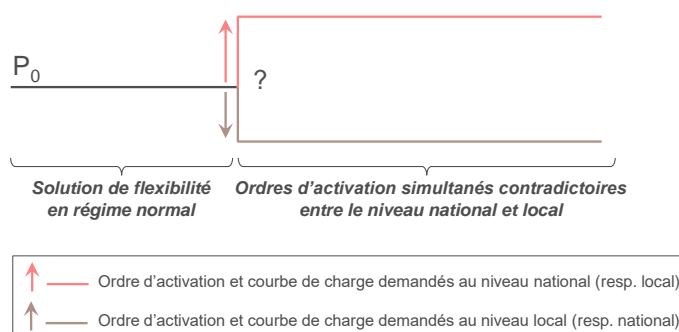 P0
?
Solution de flexibilité
en régime normal
Ordres d’activation simultanés contradictoires
entre le niveau national et local
Ordre d’activation et courbe de charge demandés au niveau national (resp. local)
Ordre d’activation et courbe de charge demandés au niveau local (resp. national)